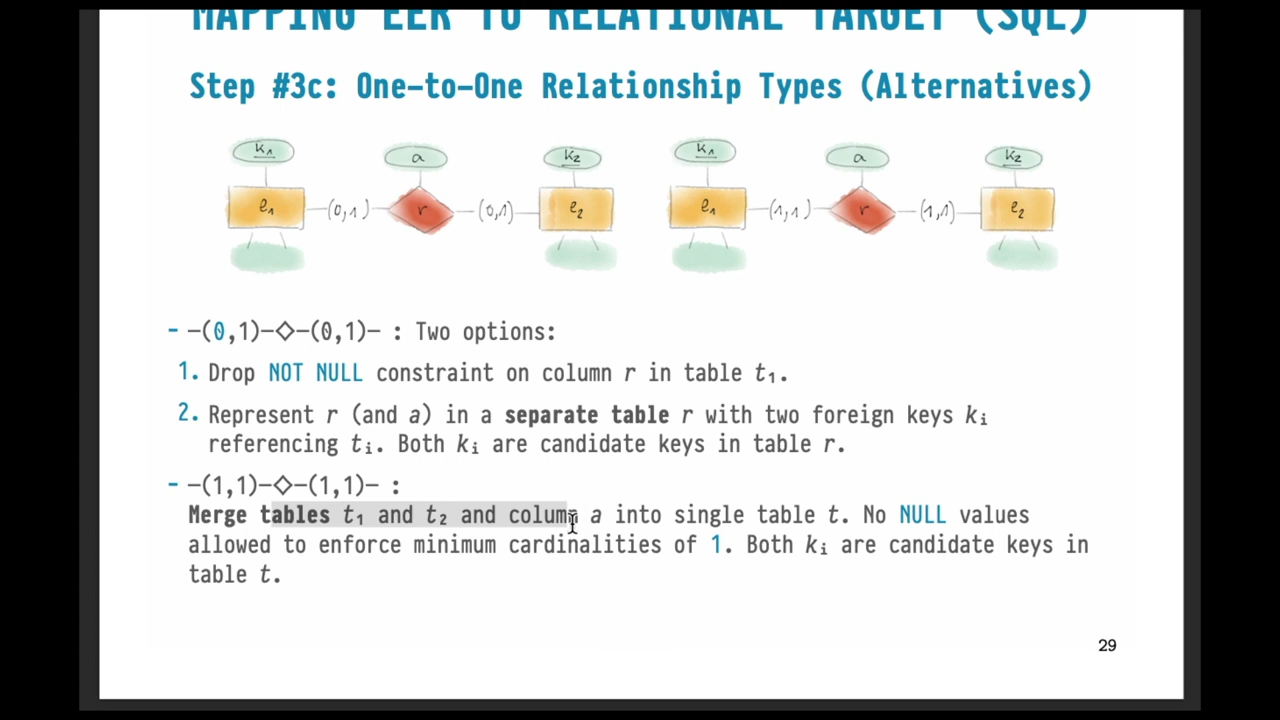 MAPPING EER TO RELATIONAL TARGET (SQL)
Step #3c: One-to-One Relationship Types (Alternatives)
k₁ a k₂ k₁ a k₂
e₁ (0,1) r (0,1) e₂ e₁ (1,1) r (1,1) e₂
- —(0,1)—◇—(0,1)— : Two options:
1. Drop NOT NULL constraint on column r in table t₁.
2. Represent r (and a) in a separate table r with two foreign keys kᵢ
referencing tᵢ. Both kᵢ are candidate keys in table r.
- —(1,1)—◇—(1,1)— :
Merge tables t₁ and t₂ and column a into single table t. No NULL values
allowed to enforce minimum cardinalities of 1. Both kᵢ are candidate keys in
table t.
29